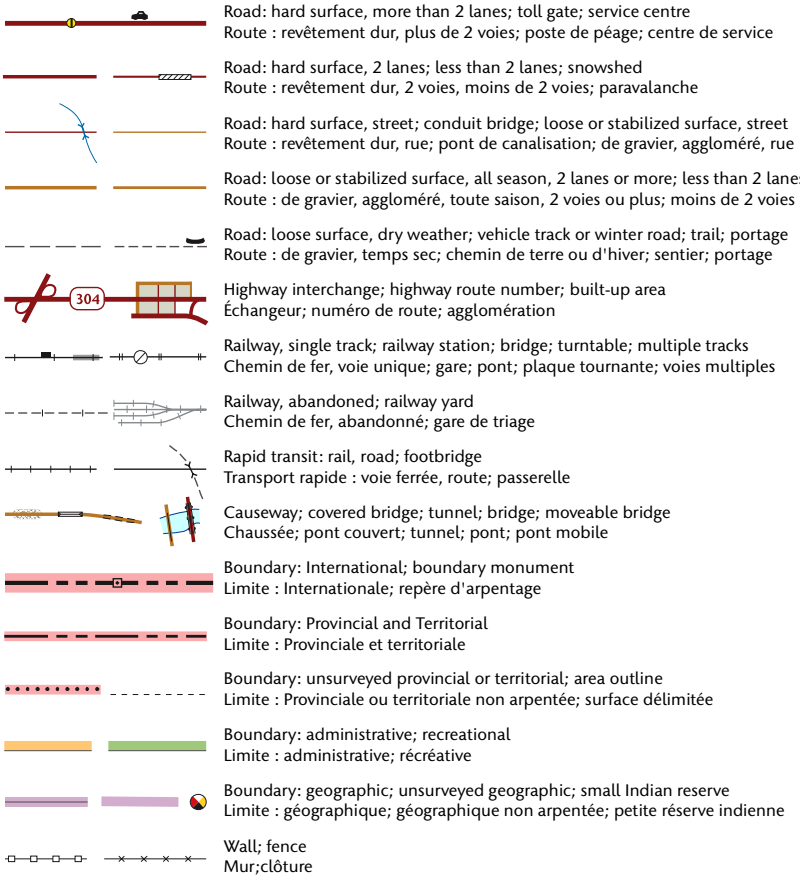 Road: hard surface, more than 2 lanes; toll gate; service centre
Route : revêtement dur, plus de 2 voies; poste de péage; centre de service
Road: hard surface, 2 lanes; less than 2 lanes; snowshed
Route : revêtement dur, 2 voies, moins de 2 voies; paravalanche
Road: hard surface, street; conduit bridge; loose or stabilized surface, street
Route : revêtement dur, rue; pont de canalisation; de gravier, aggloméré, rue
Road: loose or stabilized surface, all season, 2 lanes or more; less than 2 lanes
Route : de gravier, aggloméré, toute saison, 2 voies ou plus; moins de 2 voies
Road: loose surface, dry weather; vehicle track or winter road; trail; portage
Route : de gravier, temps sec; chemin de terre ou d'hiver; sentier; portage
304
Highway interchange; highway route number; built-up area
Échangeur; numéro de route; agglomération
Railway, single track; railway station; bridge; turntable; multiple tracks
Chemin de fer, voie unique; gare; pont; plaque tournante; voies multiples
Railway, abandoned; railway yard
Chemin de fer, abandonné; gare de triage
Rapid transit: rail, road; footbridge
Transport rapide : voie ferrée, route; passerelle
Causeway; covered bridge; tunnel; bridge; moveable bridge
Chaussée; pont couvert; tunnel; pont; pont mobile
Boundary: International; boundary monument
Limite : Internationale; repère d'arpentage
Boundary: Provincial and Territorial
Limite : Provinciale et territoriale
Boundary: unsurveyed provincial or territorial; area outline
Limite : Provinciale ou territoriale non arpentée; surface délimitée
Boundary: administrative; recreational
Limite : administrative; récréative
Boundary: geographic; unsurveyed geographic; small Indian reserve
Limite : géographique; géographique non arpentée; petite réserve indienne
Wall; fence
Mur;clôture